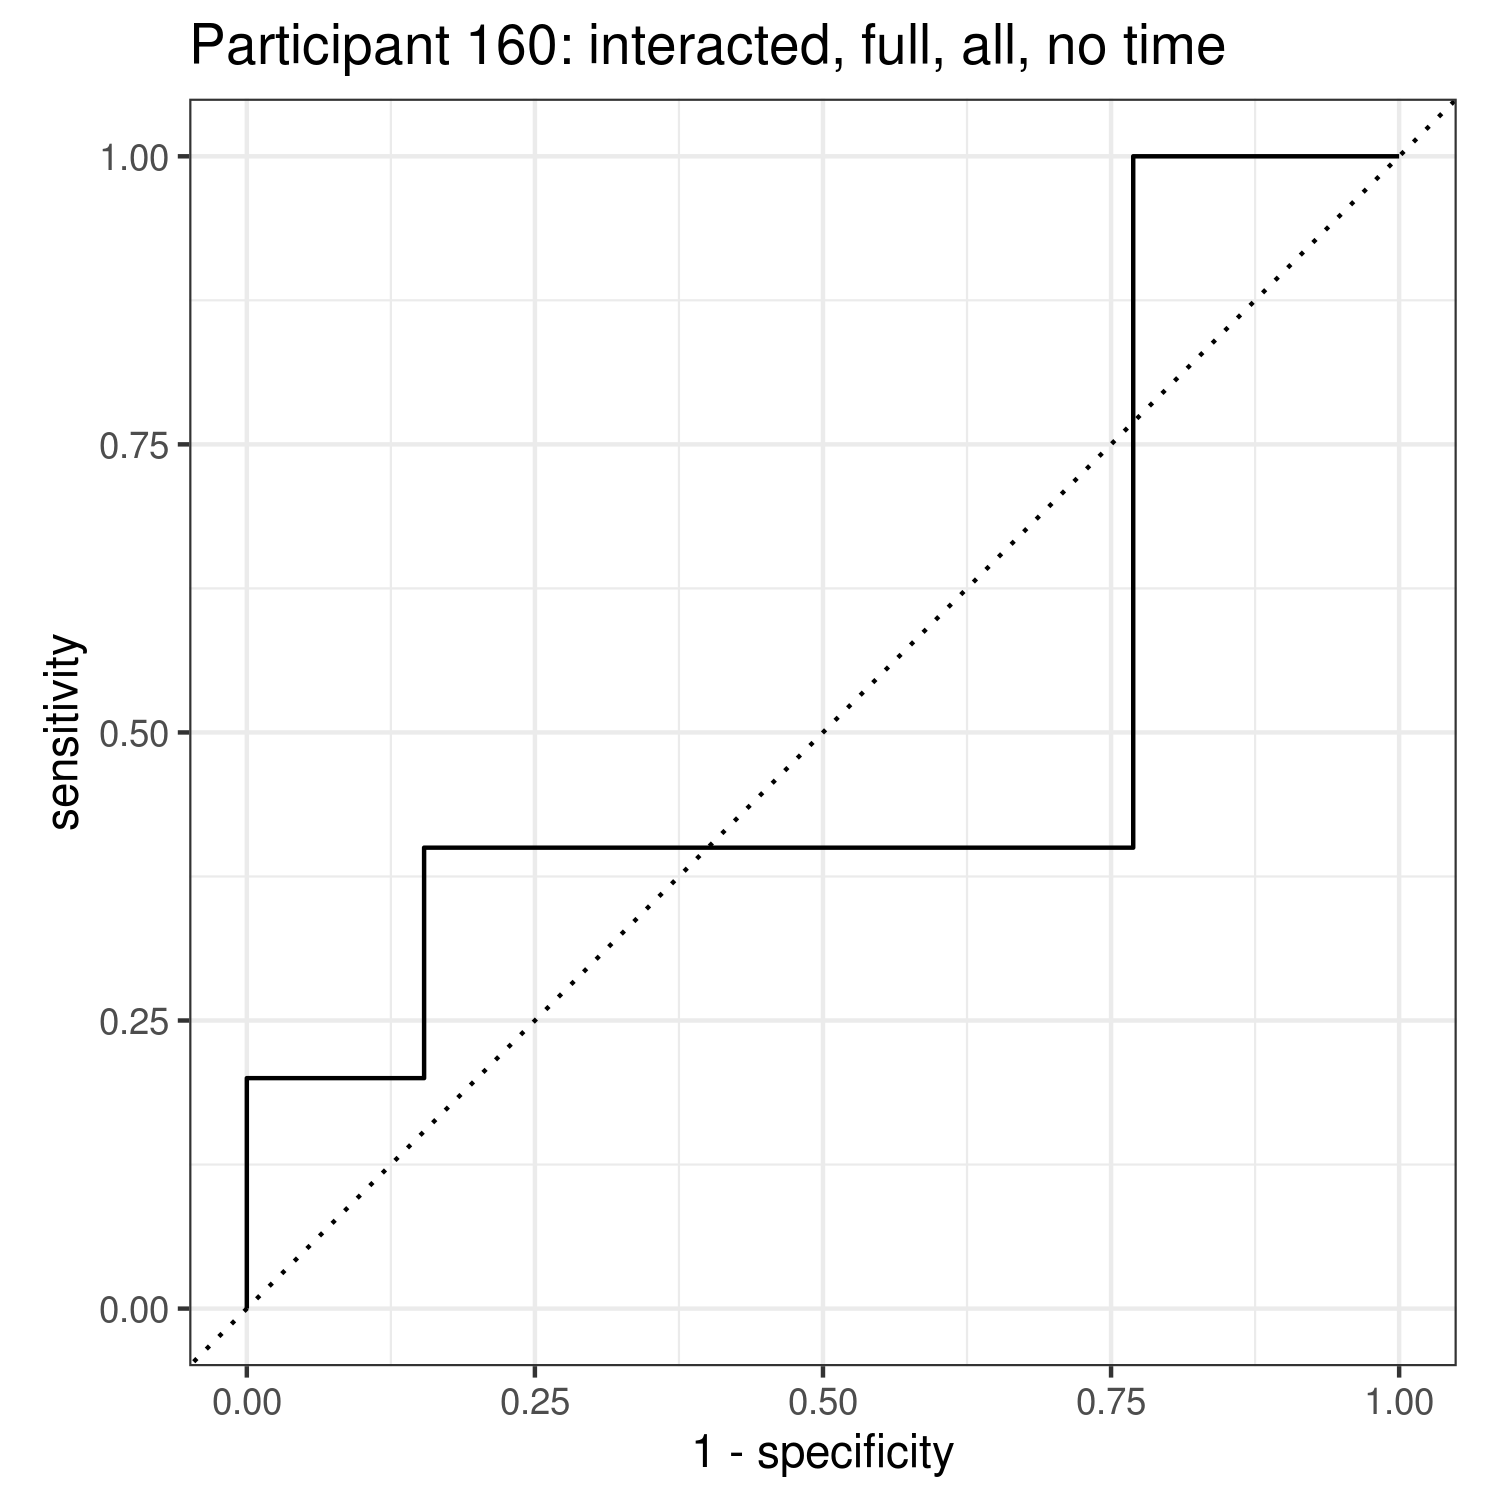 Participant 160: interacted, full, all, no time
1.00
0.75
0.50
0.25
0.00
sensitivity
0.00 0.25 0.50 0.75 1.00
1 - specificity